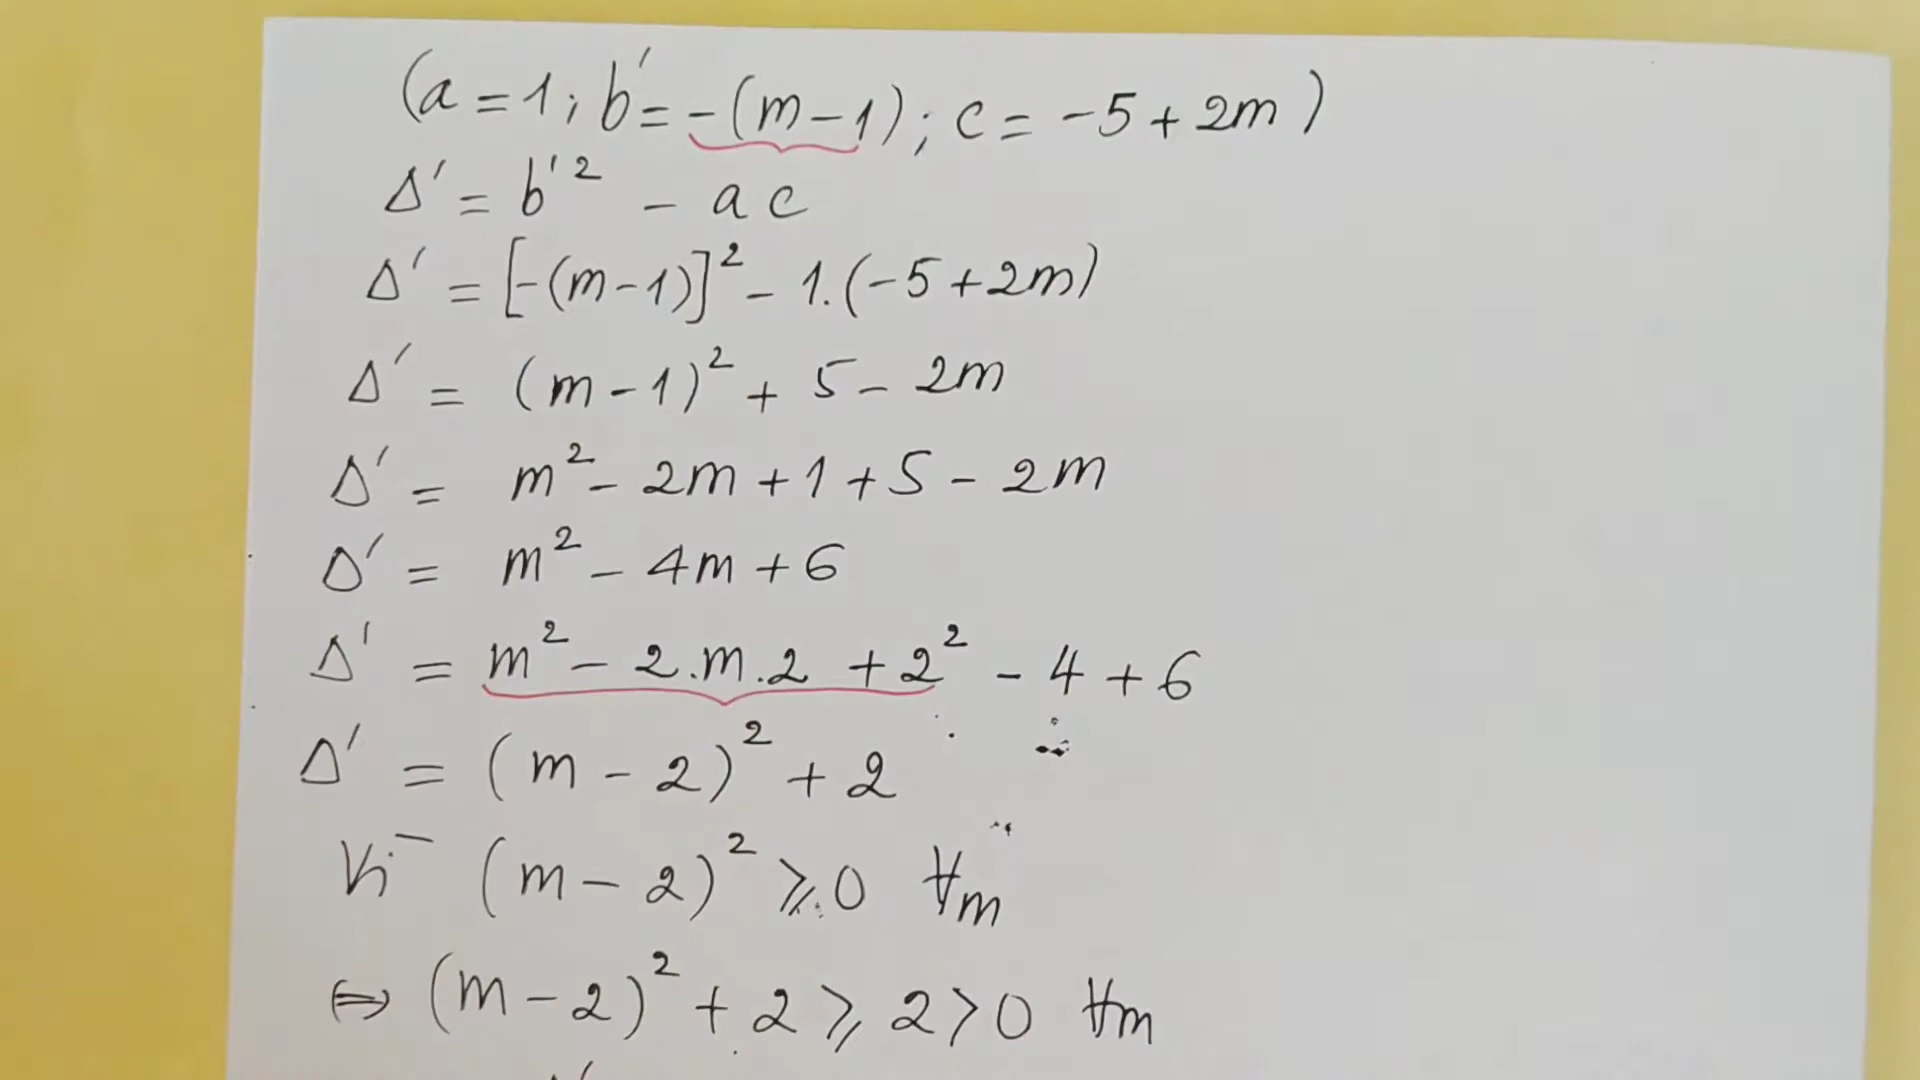 (a = 1; b' = -(m-1); c = -5 + 2m)
Δ' = b'² - ac
Δ' = [-(m-1)]² - 1.(-5+2m)
Δ' = (m-1)² + 5 - 2m
Δ' = m² - 2m + 1 + 5 - 2m
Δ' = m² - 4m + 6
Δ' = m² - 2.m.2 + 2² - 4 + 6
Δ' = (m - 2)² + 2
Vì (m - 2)² ⩾ 0 ∀m
⇔ (m - 2)² + 2 ⩾ 2 > 0 ∀m